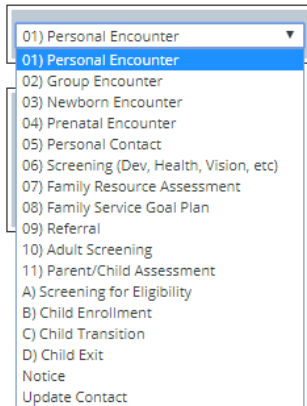 01) Personal Encounter
01) Personal Encounter
02) Group Encounter
03) Newborn Encounter
04) Prenatal Encounter
05) Personal Contact
06) Screening (Dev, Health, Vision, etc)
07) Family Resource Assessment
08) Family Service Goal Plan
09) Referral
10) Adult Screening
11) Parent/Child Assessment
A) Screening for Eligibility
B) Child Enrollment
C) Child Transition
D) Child Exit
Notice
Update Contact